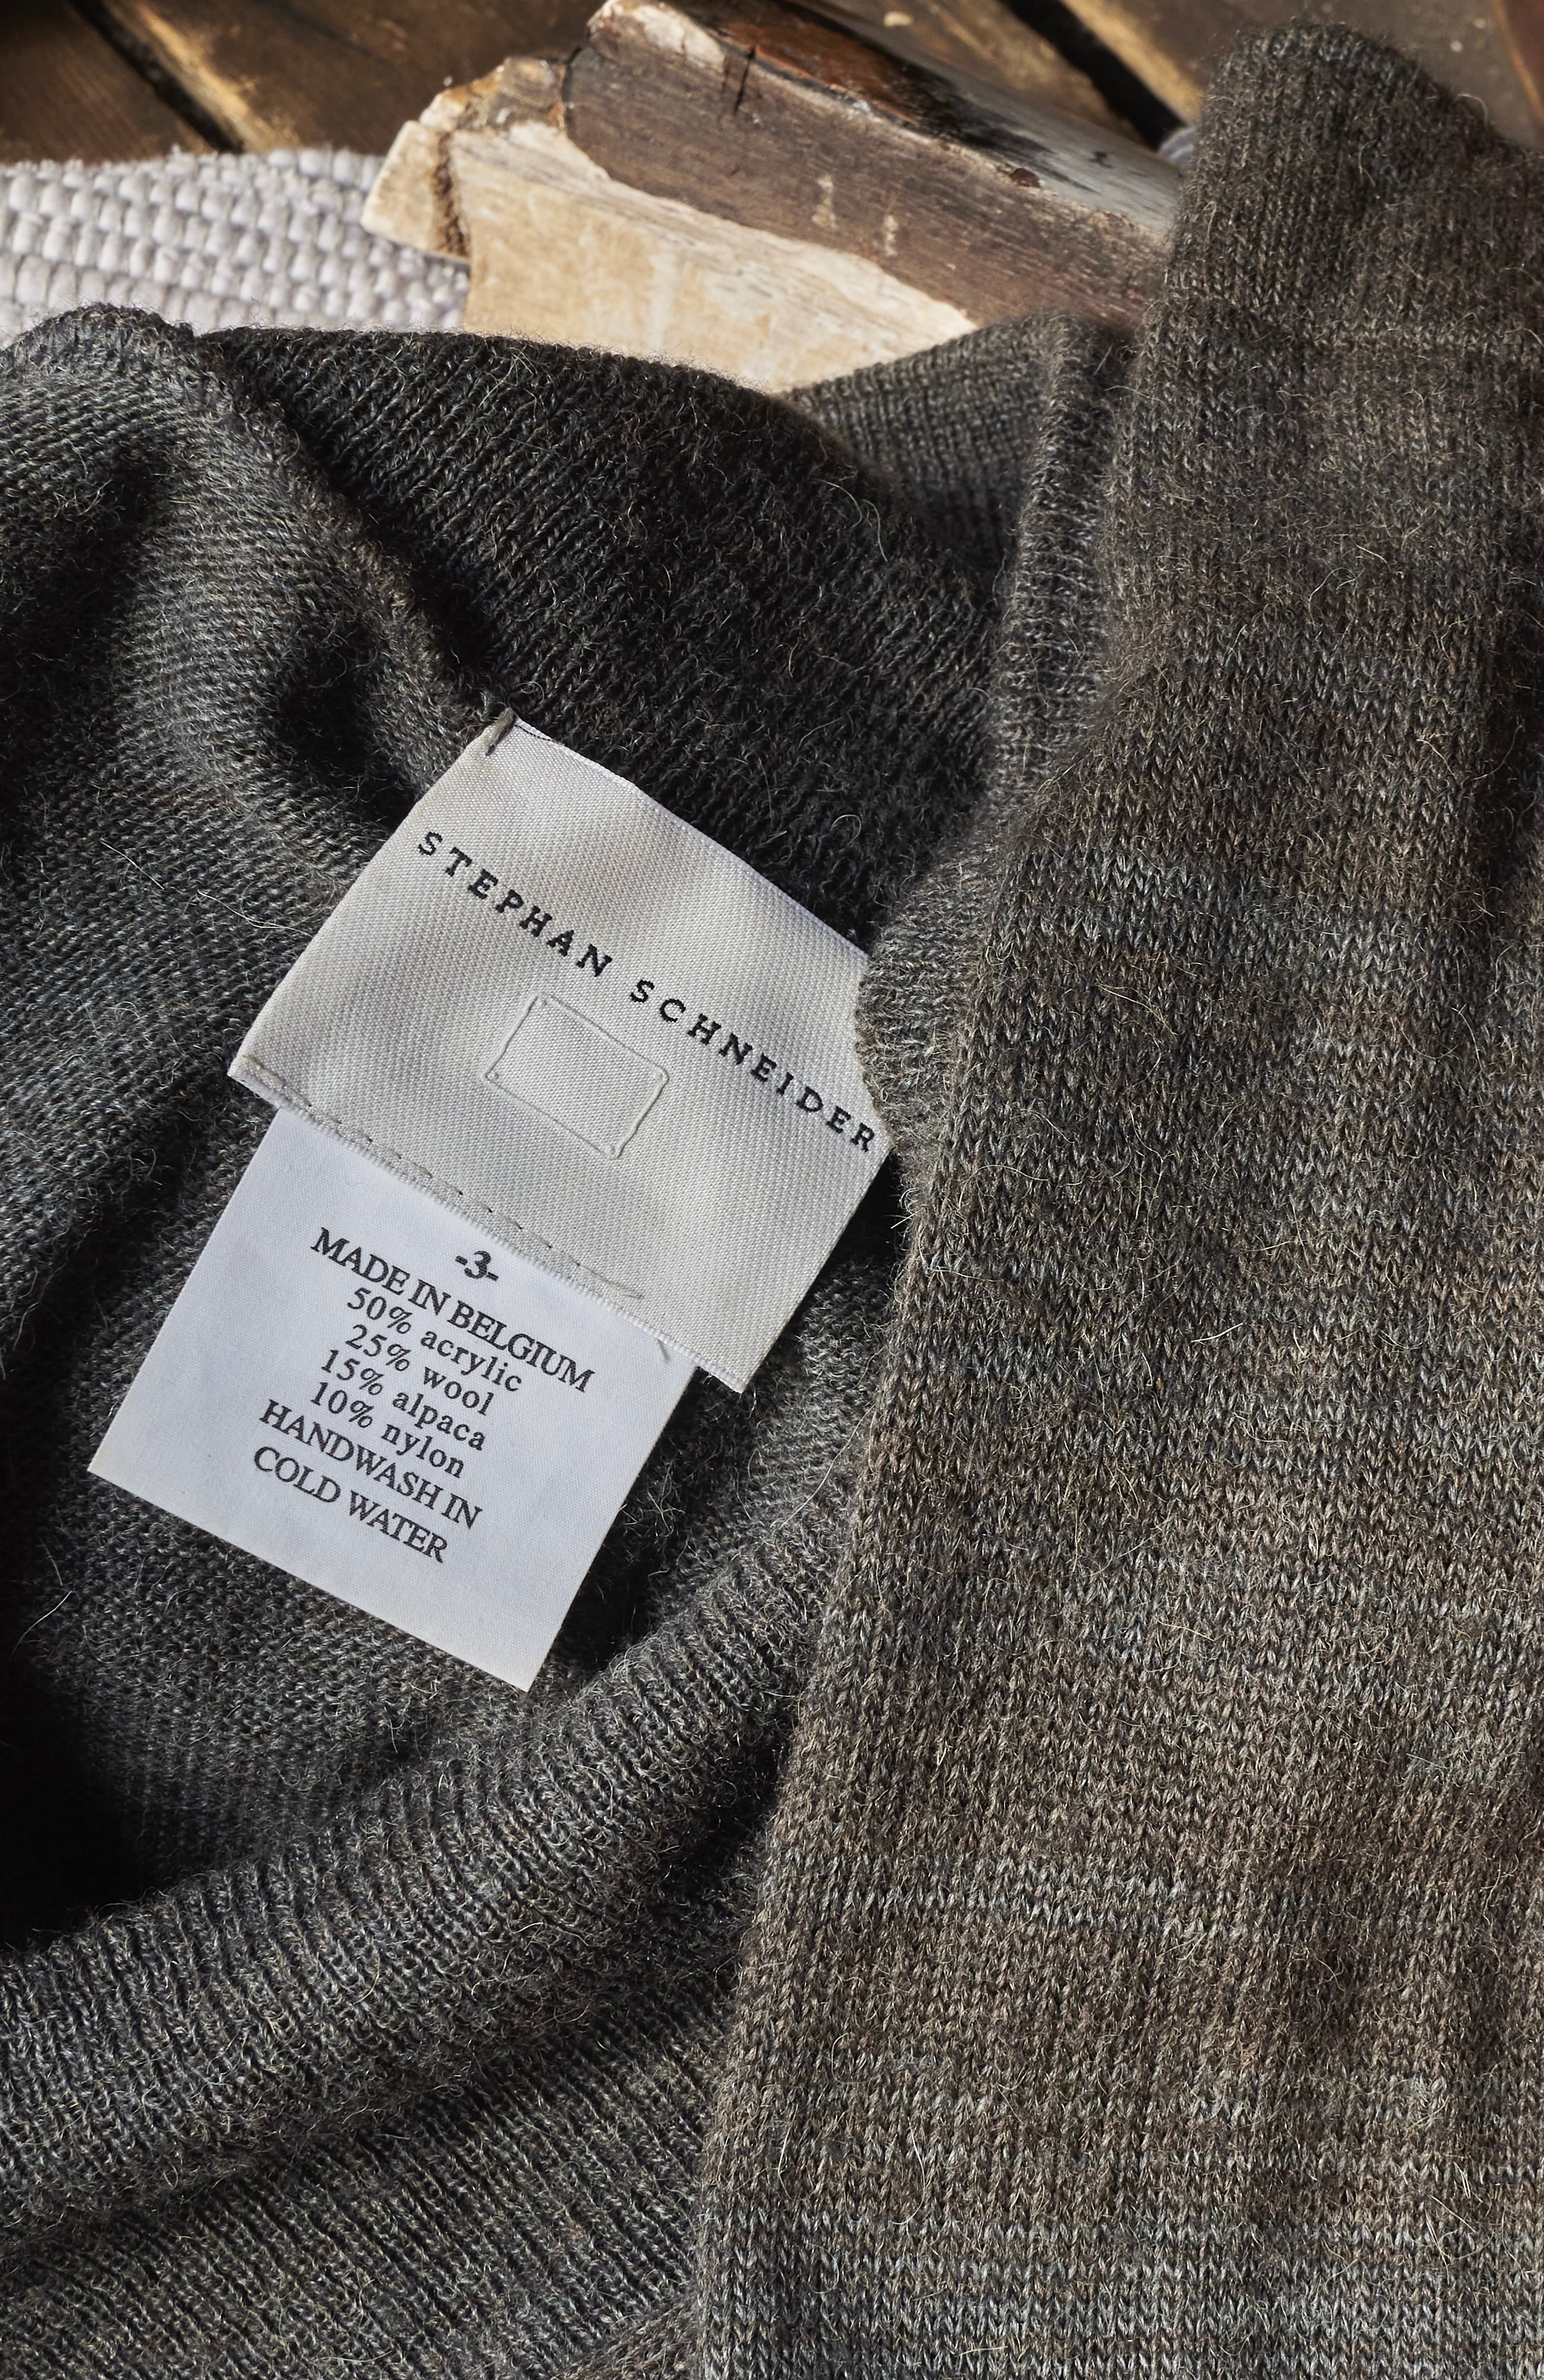 STEPHAN SCHNEIDER
-3-
MADE IN BELGIUM
50% acrylic
25% wool
15% alpaca
10% nylon
HANDWASH IN
COLD WATER